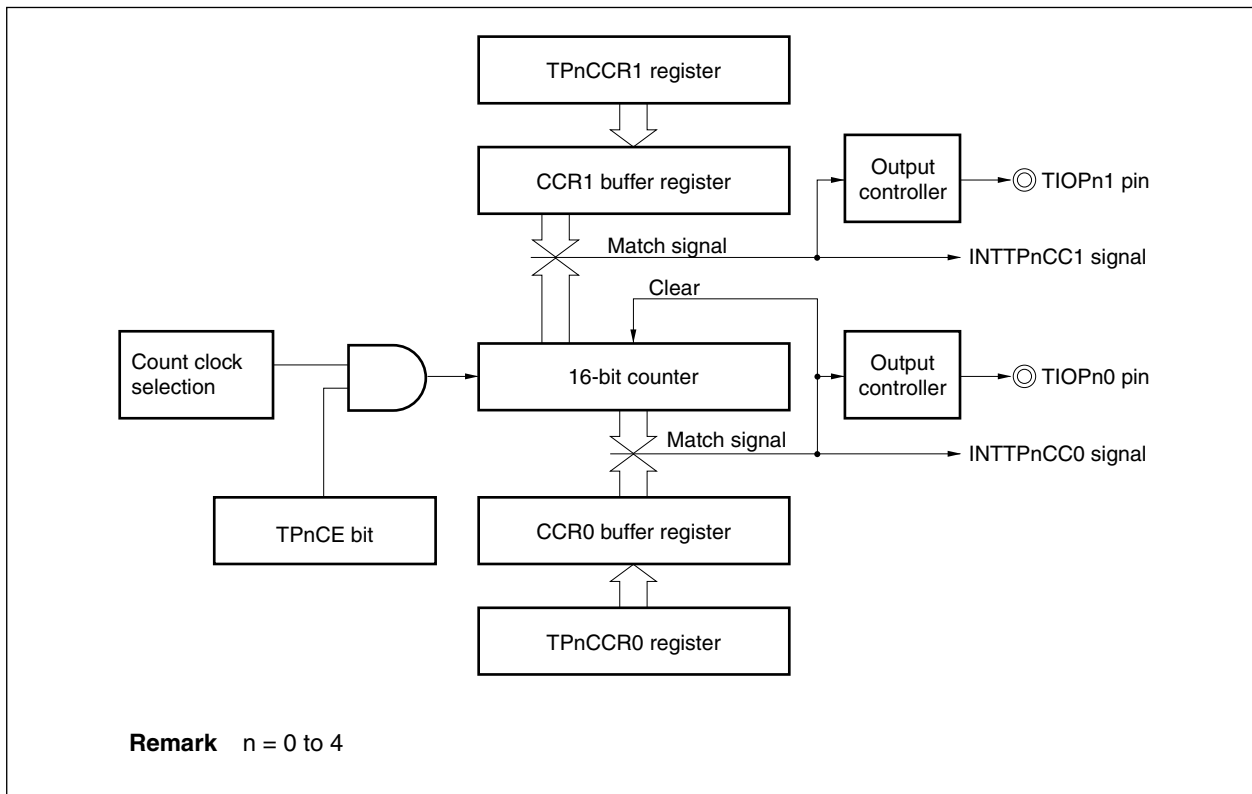 TPnCCR1 register
CCR1 buffer register
Output
controller
TIOPn1 pin
Match signal
INTTPnCC1 signal
Clear
Count clock
selection
16-bit counter
Output
controller
TIOPn0 pin
Match signal
INTTPnCC0 signal
TPnCE bit
CCR0 buffer register
TPnCCR0 register
Remark n = 0 to 4